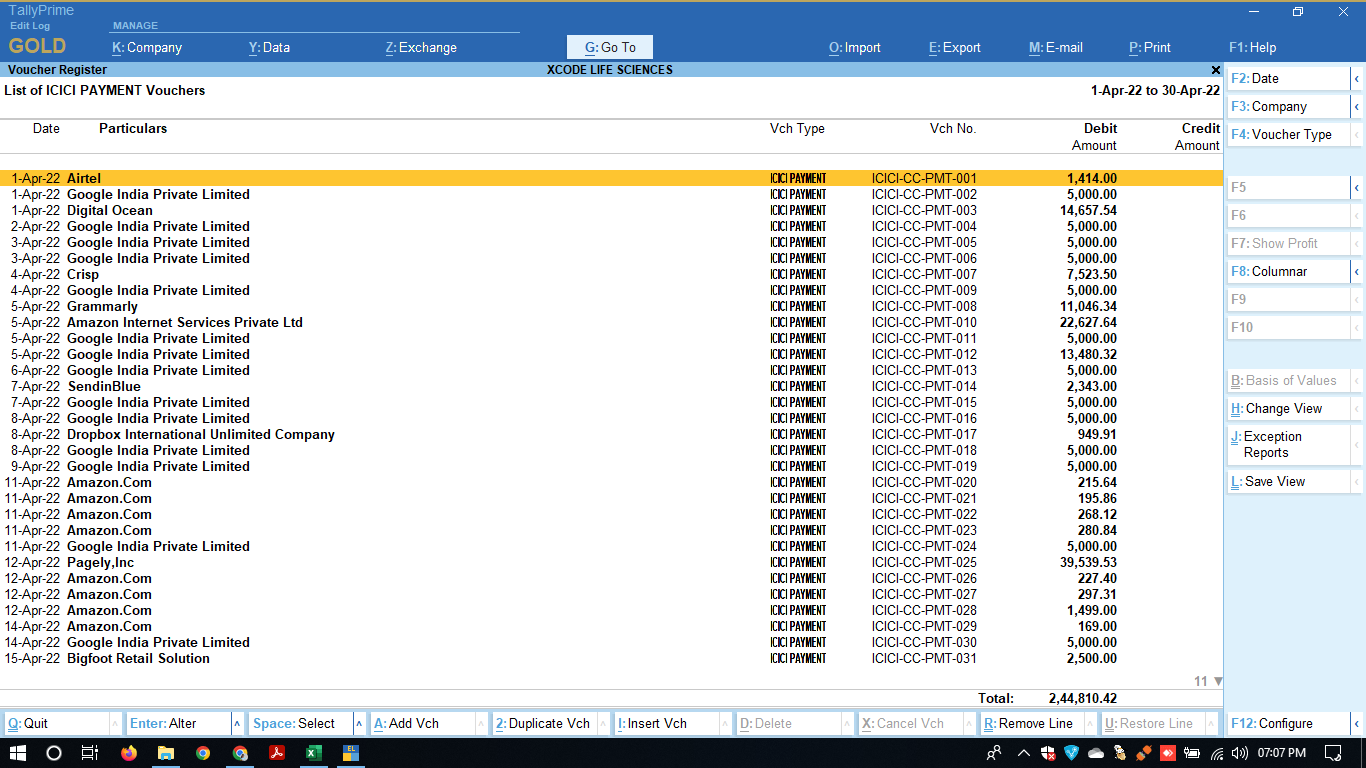 TallyPrime
Edit Log
GOLD
MANAGE
K: Company Y: Data Z: Exchange G: Go To O: Import E: Export M: E-mail P: Print F1: Help
Voucher Register XCODE LIFE SCIENCES
List of ICICI PAYMENT Vouchers 1-Apr-22 to 30-Apr-22
Date Particulars Vch Type Vch No. Debit Credit
Amount Amount
1-Apr-22 Airtel ICICI PAYMENT ICICI-CC-PMT-001 1,414.00
1-Apr-22 Google India Private Limited ICICI PAYMENT ICICI-CC-PMT-002 5,000.00
1-Apr-22 Digital Ocean ICICI PAYMENT ICICI-CC-PMT-003 14,657.54
2-Apr-22 Google India Private Limited ICICI PAYMENT ICICI-CC-PMT-004 5,000.00
3-Apr-22 Google India Private Limited ICICI PAYMENT ICICI-CC-PMT-005 5,000.00
3-Apr-22 Google India Private Limited ICICI PAYMENT ICICI-CC-PMT-006 5,000.00
4-Apr-22 Crisp ICICI PAYMENT ICICI-CC-PMT-007 7,523.50
4-Apr-22 Google India Private Limited ICICI PAYMENT ICICI-CC-PMT-009 5,000.00
5-Apr-22 Grammarly ICICI PAYMENT ICICI-CC-PMT-008 11,046.34
5-Apr-22 Amazon Internet Services Private Ltd ICICI PAYMENT ICICI-CC-PMT-010 22,627.64
5-Apr-22 Google India Private Limited ICICI PAYMENT ICICI-CC-PMT-011 5,000.00
5-Apr-22 Google India Private Limited ICICI PAYMENT ICICI-CC-PMT-012 13,480.32
6-Apr-22 Google India Private Limited ICICI PAYMENT ICICI-CC-PMT-013 5,000.00
7-Apr-22 SendinBlue ICICI PAYMENT ICICI-CC-PMT-014 2,343.00
7-Apr-22 Google India Private Limited ICICI PAYMENT ICICI-CC-PMT-015 5,000.00
8-Apr-22 Google India Private Limited ICICI PAYMENT ICICI-CC-PMT-016 5,000.00
8-Apr-22 Dropbox International Unlimited Company ICICI PAYMENT ICICI-CC-PMT-017 949.91
8-Apr-22 Google India Private Limited ICICI PAYMENT ICICI-CC-PMT-018 5,000.00
9-Apr-22 Google India Private Limited ICICI PAYMENT ICICI-CC-PMT-019 5,000.00
11-Apr-22 Amazon.Com ICICI PAYMENT ICICI-CC-PMT-020 215.64
11-Apr-22 Amazon.Com ICICI PAYMENT ICICI-CC-PMT-021 195.86
11-Apr-22 Amazon.Com ICICI PAYMENT ICICI-CC-PMT-022 268.12
11-Apr-22 Amazon.Com ICICI PAYMENT ICICI-CC-PMT-023 280.84
11-Apr-22 Google India Private Limited ICICI PAYMENT ICICI-CC-PMT-024 5,000.00
12-Apr-22 Pagely,Inc ICICI PAYMENT ICICI-CC-PMT-025 39,539.53
12-Apr-22 Amazon.Com ICICI PAYMENT ICICI-CC-PMT-026 227.40
12-Apr-22 Amazon.Com ICICI PAYMENT ICICI-CC-PMT-027 297.31
12-Apr-22 Amazon.Com ICICI PAYMENT ICICI-CC-PMT-028 1,499.00
14-Apr-22 Amazon.Com ICICI PAYMENT ICICI-CC-PMT-029 169.00
14-Apr-22 Google India Private Limited ICICI PAYMENT ICICI-CC-PMT-030 5,000.00
15-Apr-22 Bigfoot Retail Solution ICICI PAYMENT ICICI-CC-PMT-031 2,500.00
11
Total: 2,44,810.42
F2: Date
F3: Company
F4: Voucher Type
F5
F6
F7: Show Profit
F8: Columnar
F9
F10
B: Basis of Values
H: Change View
J: Exception
Reports
L: Save View
Q: Quit Enter: Alter Space: Select A: Add Vch 2: Duplicate Vch I: Insert Vch D: Delete X: Cancel Vch R: Remove Line U: Restore Line F12: Configure
EL
07:07 PM